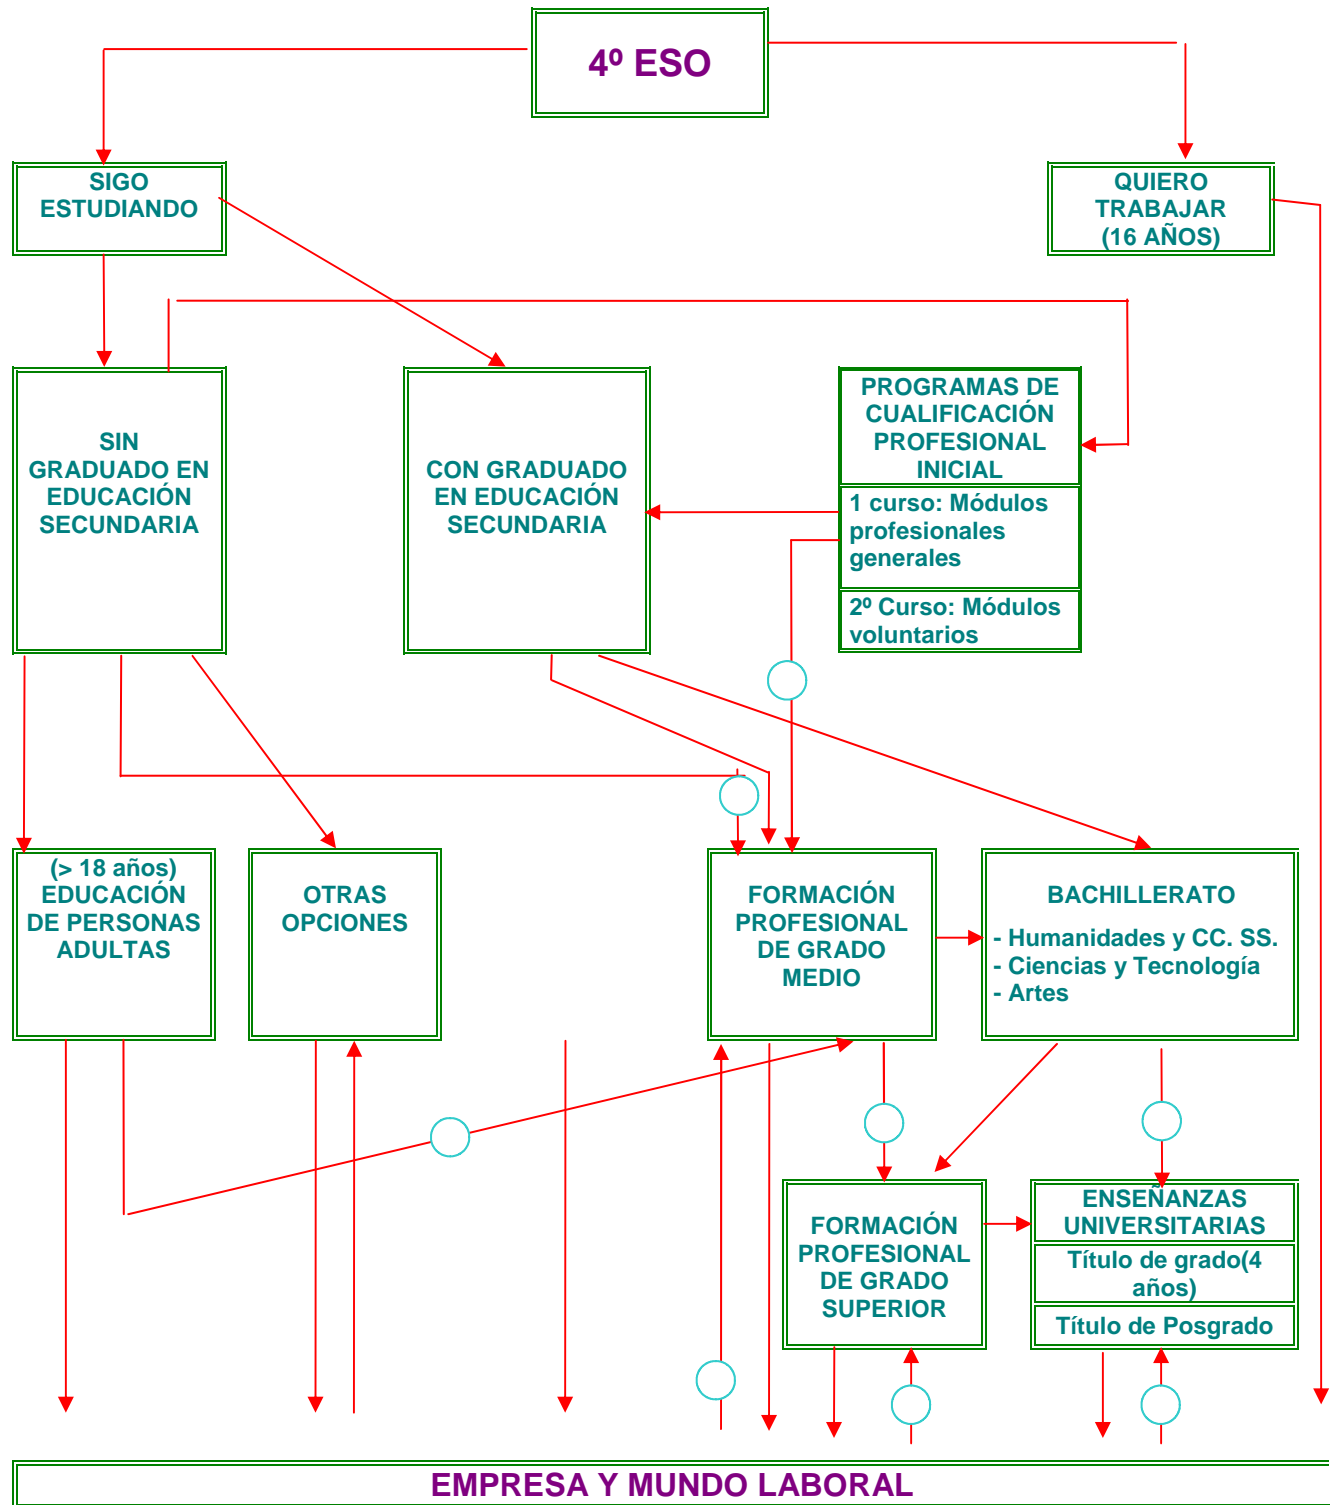 4º ESO
SIGO
ESTUDIANDO
QUIERO
TRABAJAR
(16 AÑOS)
SIN
GRADUADO EN
EDUCACIÓN
SECUNDARIA
CON GRADUADO
EN EDUCACIÓN
SECUNDARIA
PROGRAMAS DE
CUALIFICACIÓN
PROFESIONAL
INICIAL
1 curso: Módulos
profesionales
generales
2º Curso: Módulos
voluntarios
(> 18 años)
EDUCACIÓN
DE PERSONAS
ADULTAS
OTRAS
OPCIONES
FORMACIÓN
PROFESIONAL
DE GRADO
MEDIO
BACHILLERATO
- Humanidades y CC. SS.
- Ciencias y Tecnología
- Artes
FORMACIÓN
PROFESIONAL
DE GRADO
SUPERIOR
ENSEÑANZAS
UNIVERSITARIAS
Título de grado(4
años)
Título de Posgrado
EMPRESA Y MUNDO LABORAL